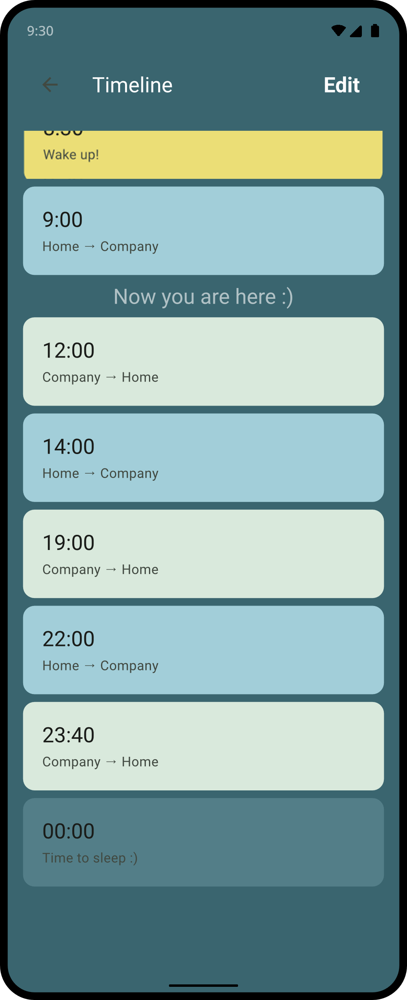 9:30
Timeline
Edit
Wake up!
9:00
Home → Company
Now you are here :)
12:00
Company → Home
14:00
Home → Company
19:00
Company → Home
22:00
Home → Company
23:40
Company → Home
00:00
Time to sleep :)